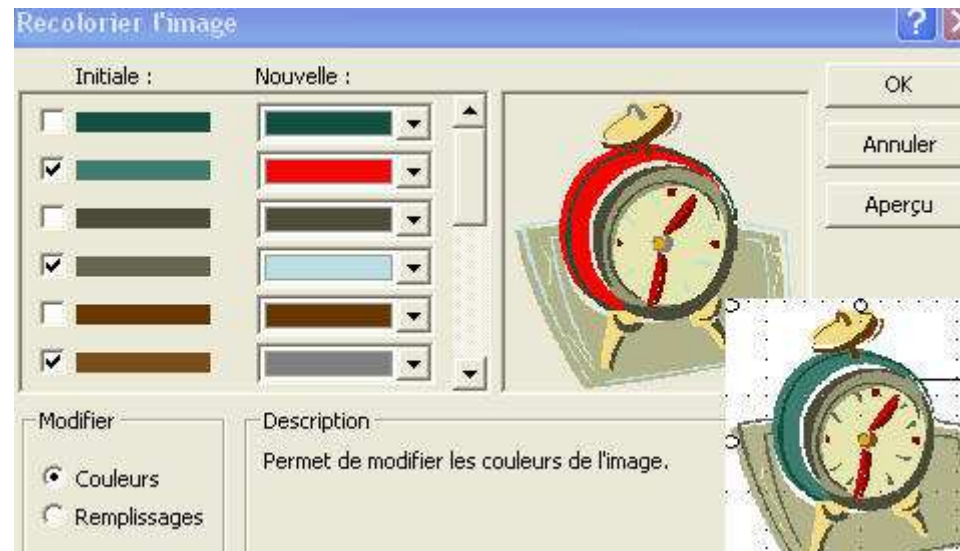 Recolorier l'image
Initiale :
Nouvelle :
OK
Annuler
Aperçu
Modifier
Couleurs
Remplissages
Description
Permet de modifier les couleurs de l'image.